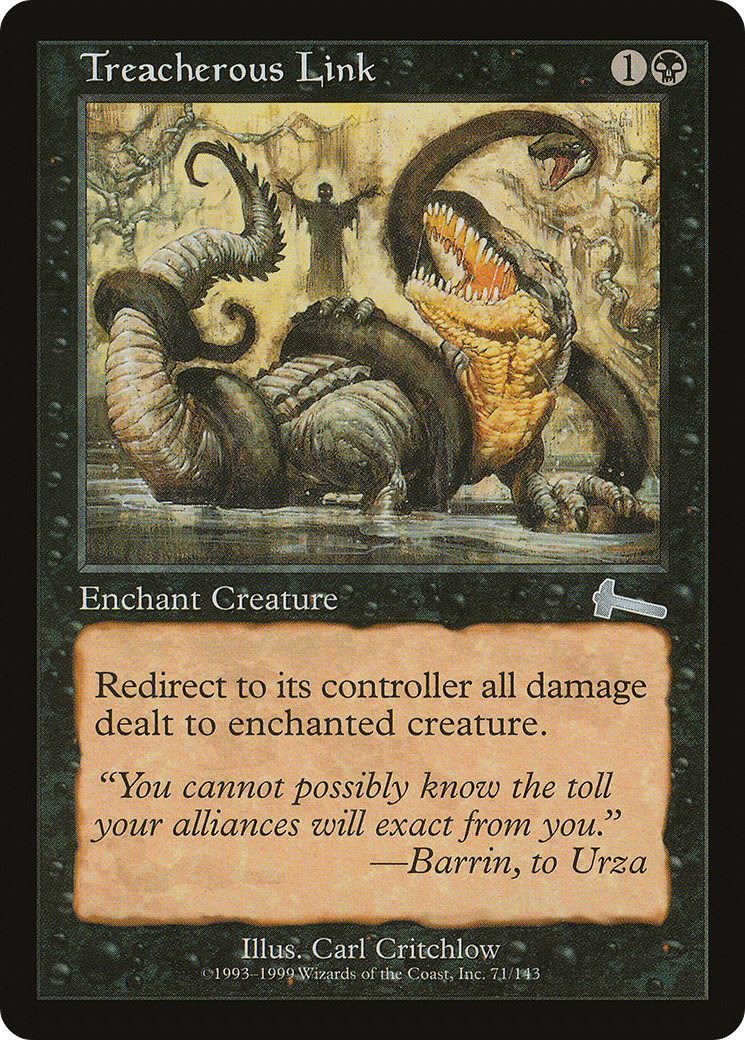 Treacherous Link 1
Enchant Creature
Redirect to its controller all damage
dealt to enchanted creature.
“You cannot possibly know the toll
your alliances will exact from you.”
—Barrin, to Urza
Illus. Carl Critchlow
©1993–1999 Wizards of the Coast, Inc. 71/143